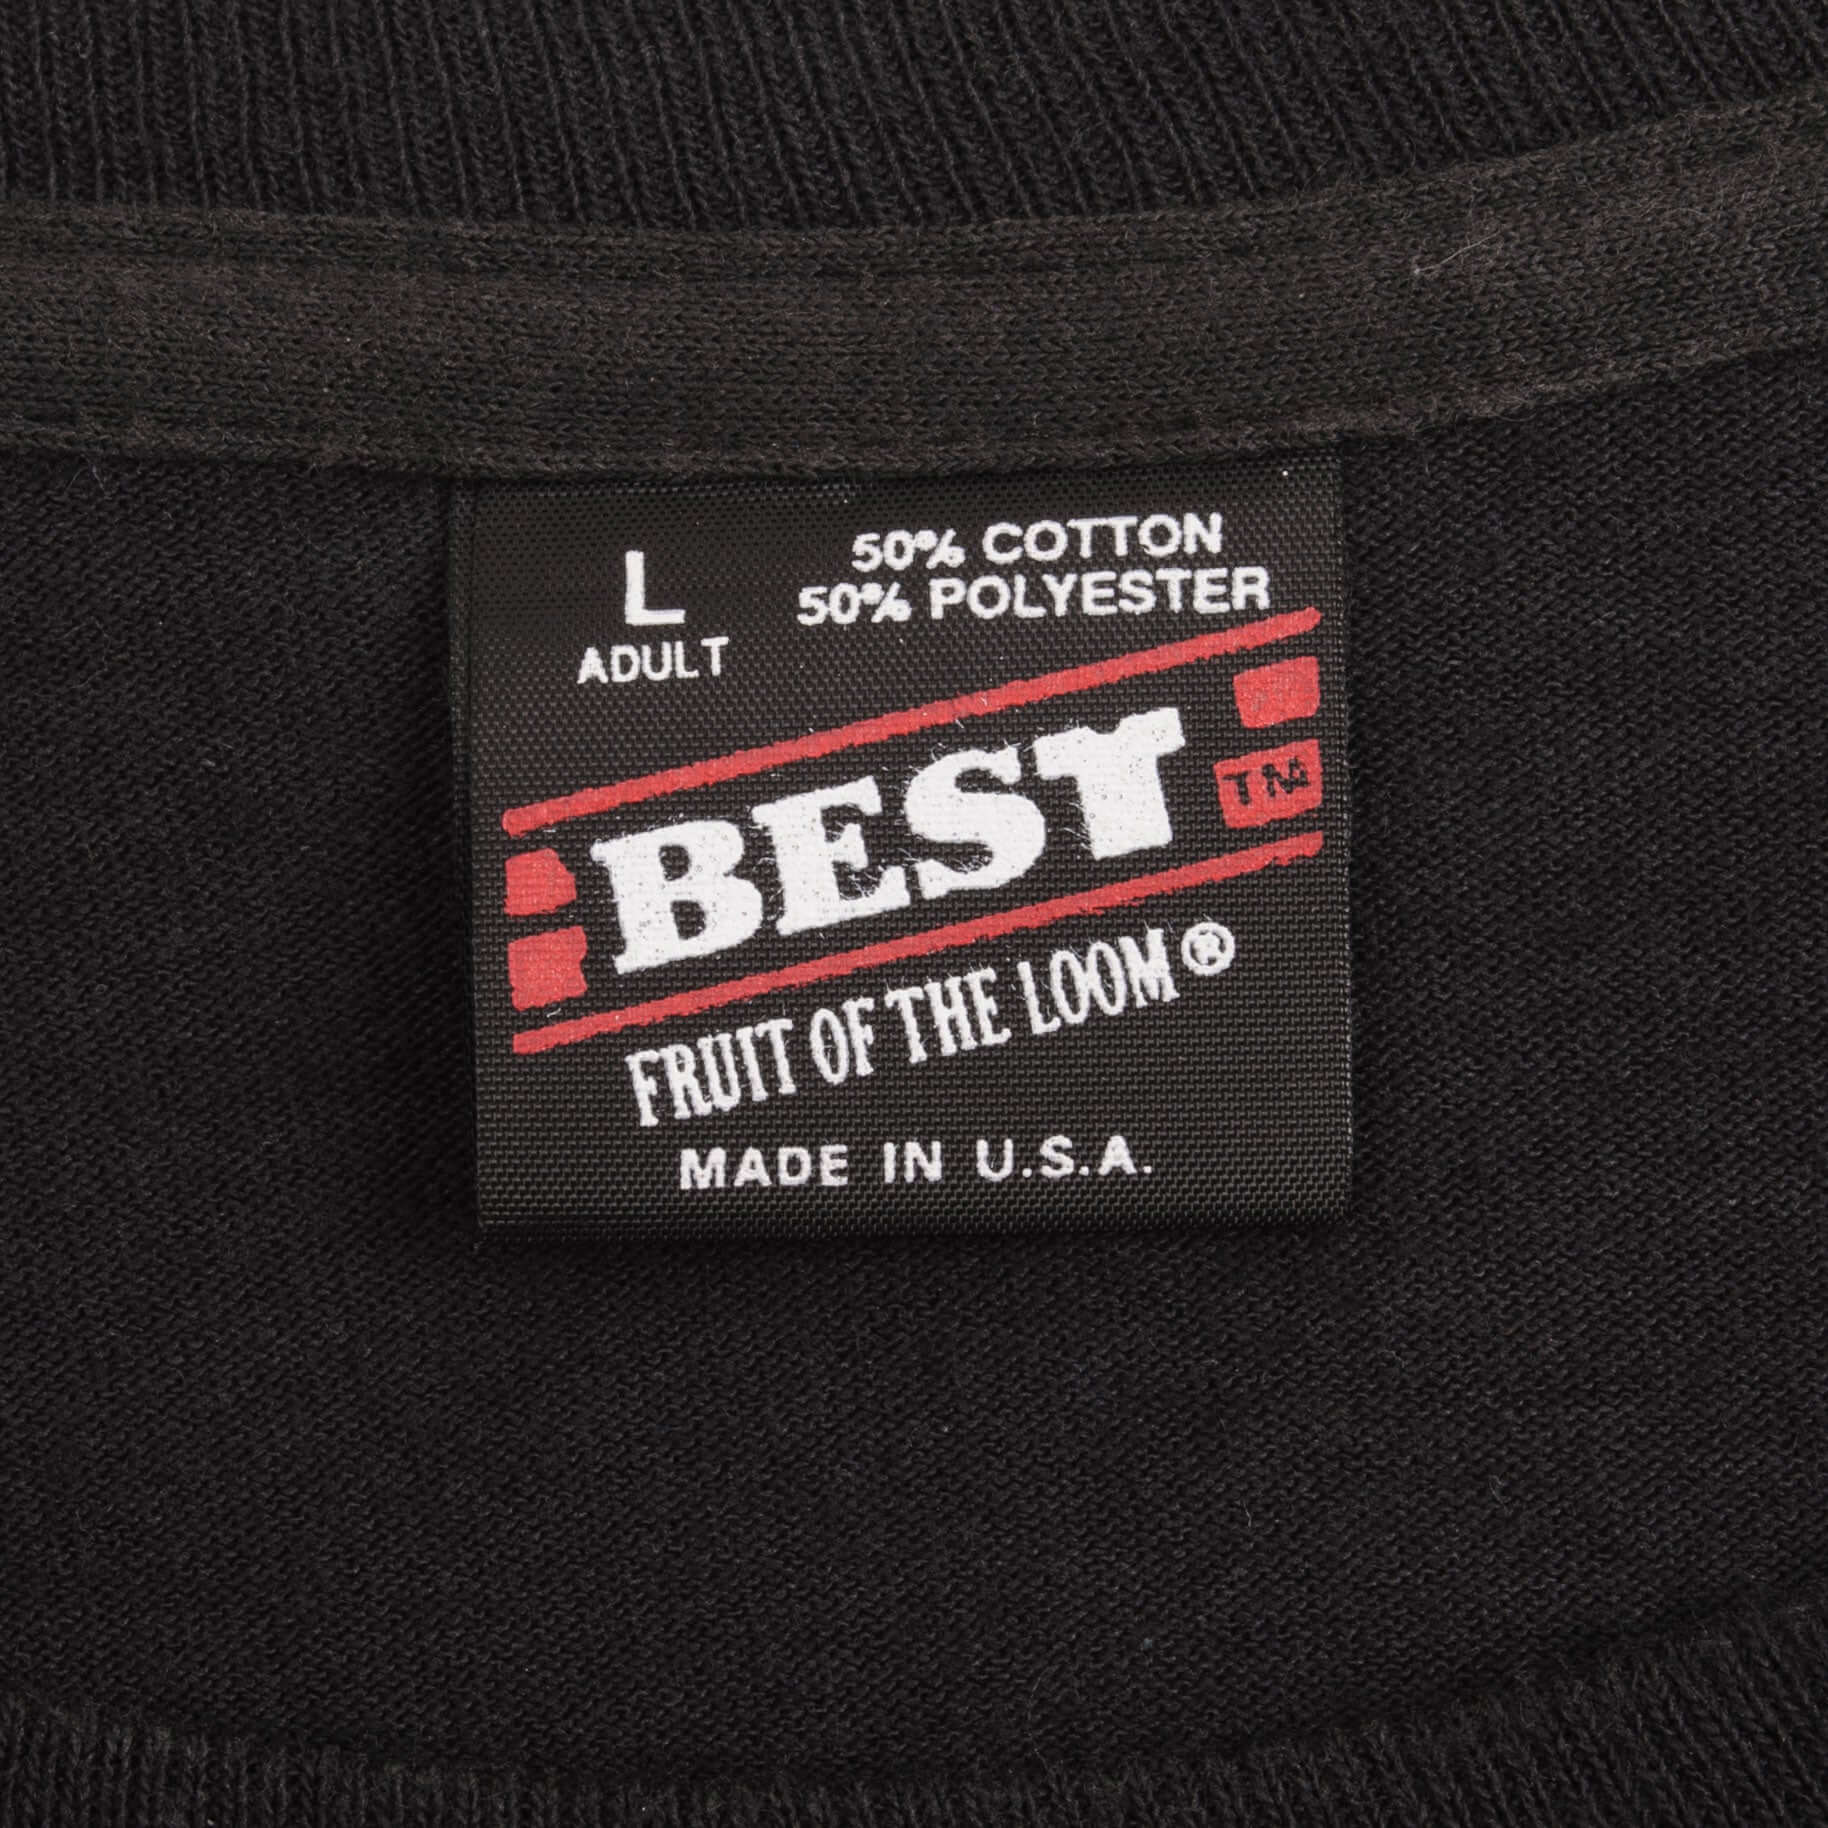 L
ADULT
50% COTTON
50% POLYESTER
BEST
TM
FRUIT OF THE LOOM®
MADE IN U.S.A.